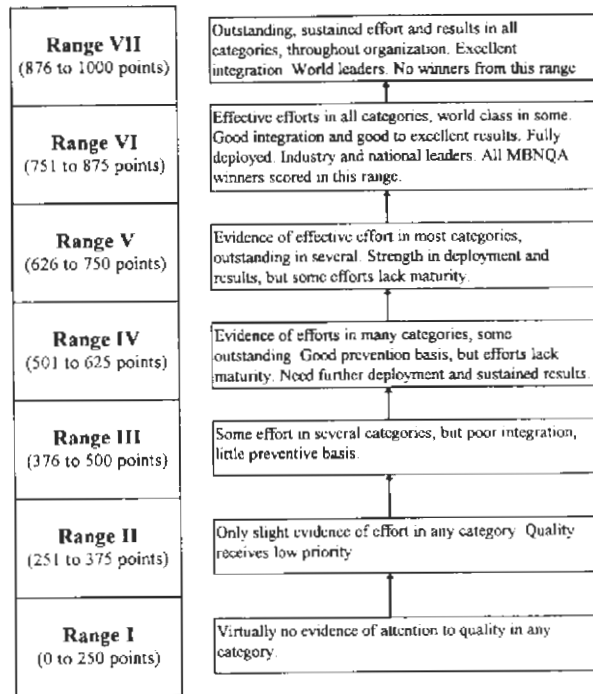 Range VII
(876 to 1000 points)
Outstanding, sustained effort and results in all
categories, throughout organization. Excellent
integration World leaders. No winners from this range
Range VI
(751 to 875 points)
Effective efforts in all categories, world class in some.
Good integration and good to excellent results. Fully
deployed. Industry and national leaders. All MBNQA
winners scored in this range.
Range V
(626 to 750 points)
Evidence of effective effort in most categories,
outstanding in several. Strength in deployment and
results, but some efforts lack maturity.
Range IV
(501 to 625 points)
Evidence of efforts in many categories, some
outstanding Good prevention basis, but efforts lack
maturity. Need further deployment and sustained results.
Range III
(376 to 500 points)
Some effort in several categories, but poor integration,
little preventive basis.
Range II
(251 to 375 points)
Only slight evidence of effort in any category Quality
receives low priority
Range I
(0 to 250 points)
Virtually no evidence of attention to quality in any
category.